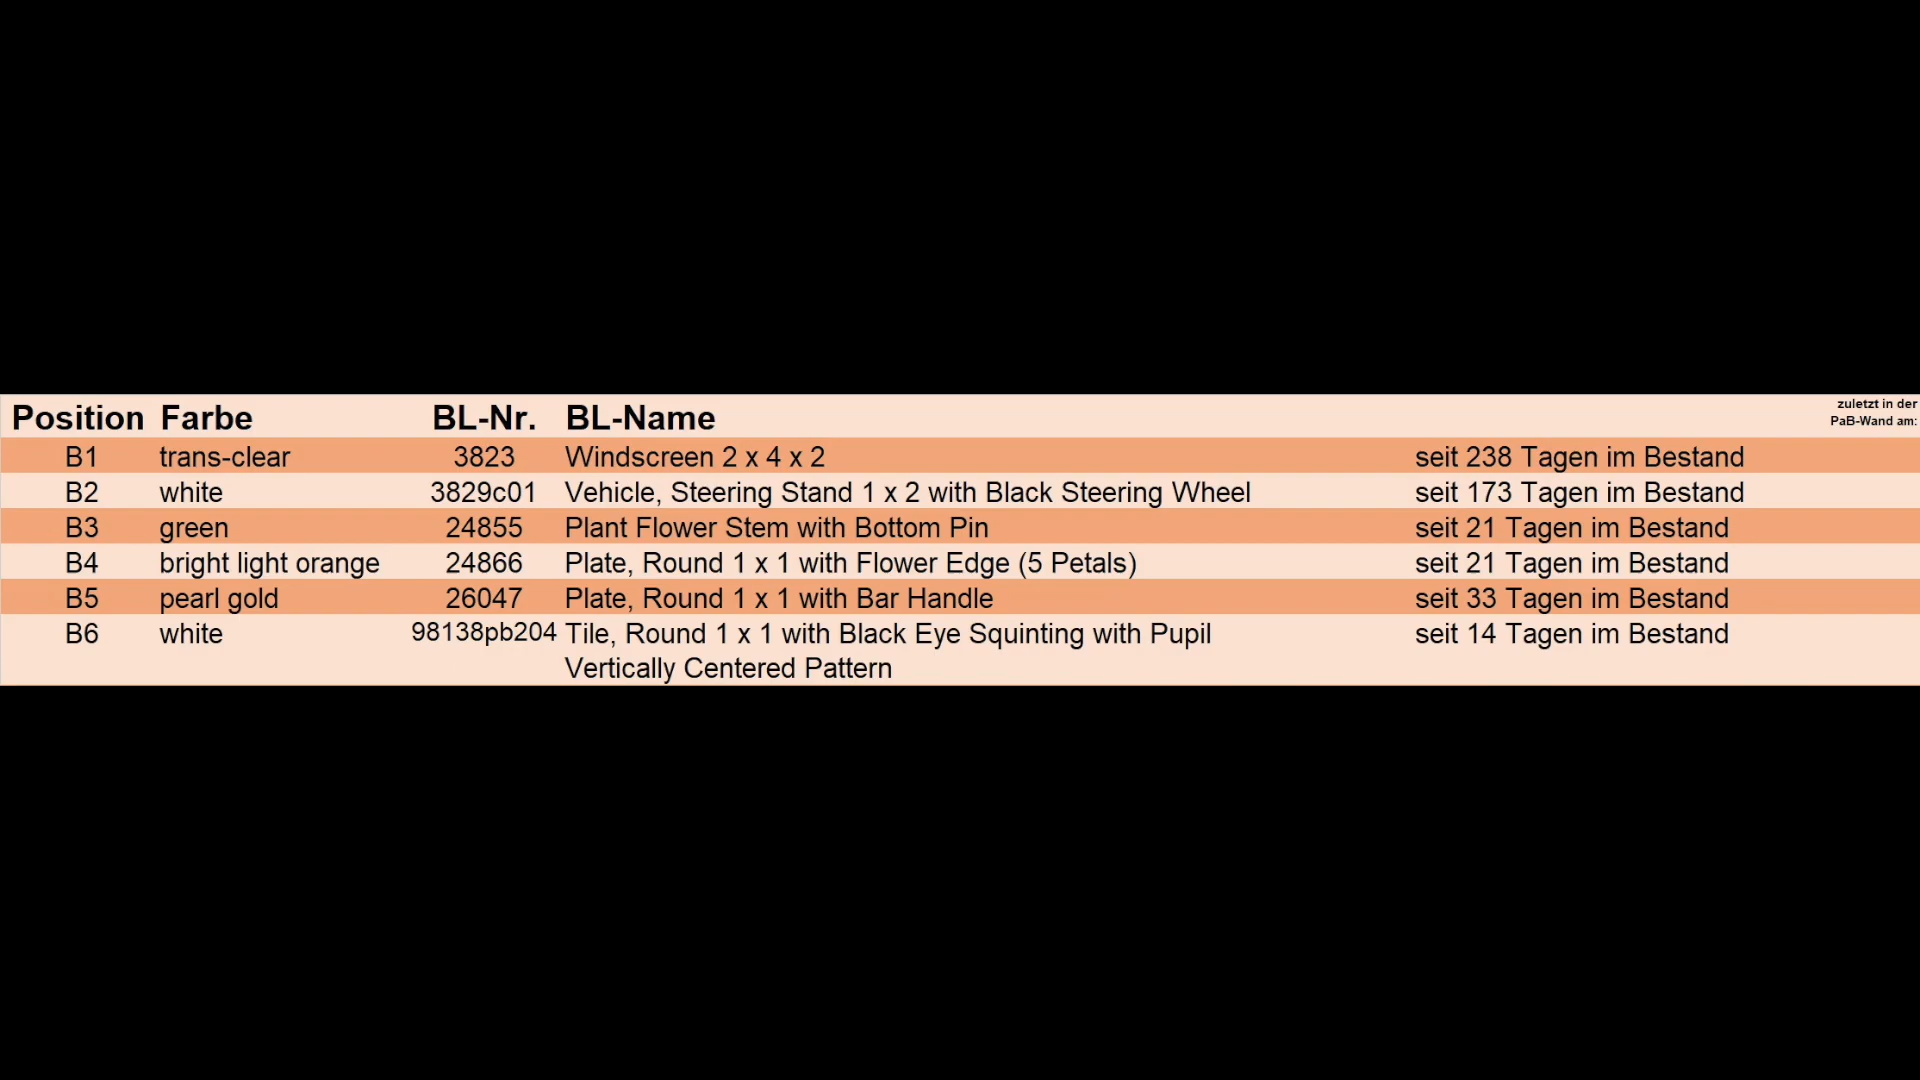 Position Farbe BL-Nr. BL-Name zuletzt in der
PaB-Wand am:
B1 trans-clear 3823 Windscreen 2 x 4 x 2 seit 238 Tagen im Bestand
B2 white 3829c01 Vehicle, Steering Stand 1 x 2 with Black Steering Wheel seit 173 Tagen im Bestand
B3 green 24855 Plant Flower Stem with Bottom Pin seit 21 Tagen im Bestand
B4 bright light orange 24866 Plate, Round 1 x 1 with Flower Edge (5 Petals) seit 21 Tagen im Bestand
B5 pearl gold 26047 Plate, Round 1 x 1 with Bar Handle seit 33 Tagen im Bestand
B6 white 98138pb204 Tile, Round 1 x 1 with Black Eye Squinting with Pupil seit 14 Tagen im Bestand
Vertically Centered Pattern